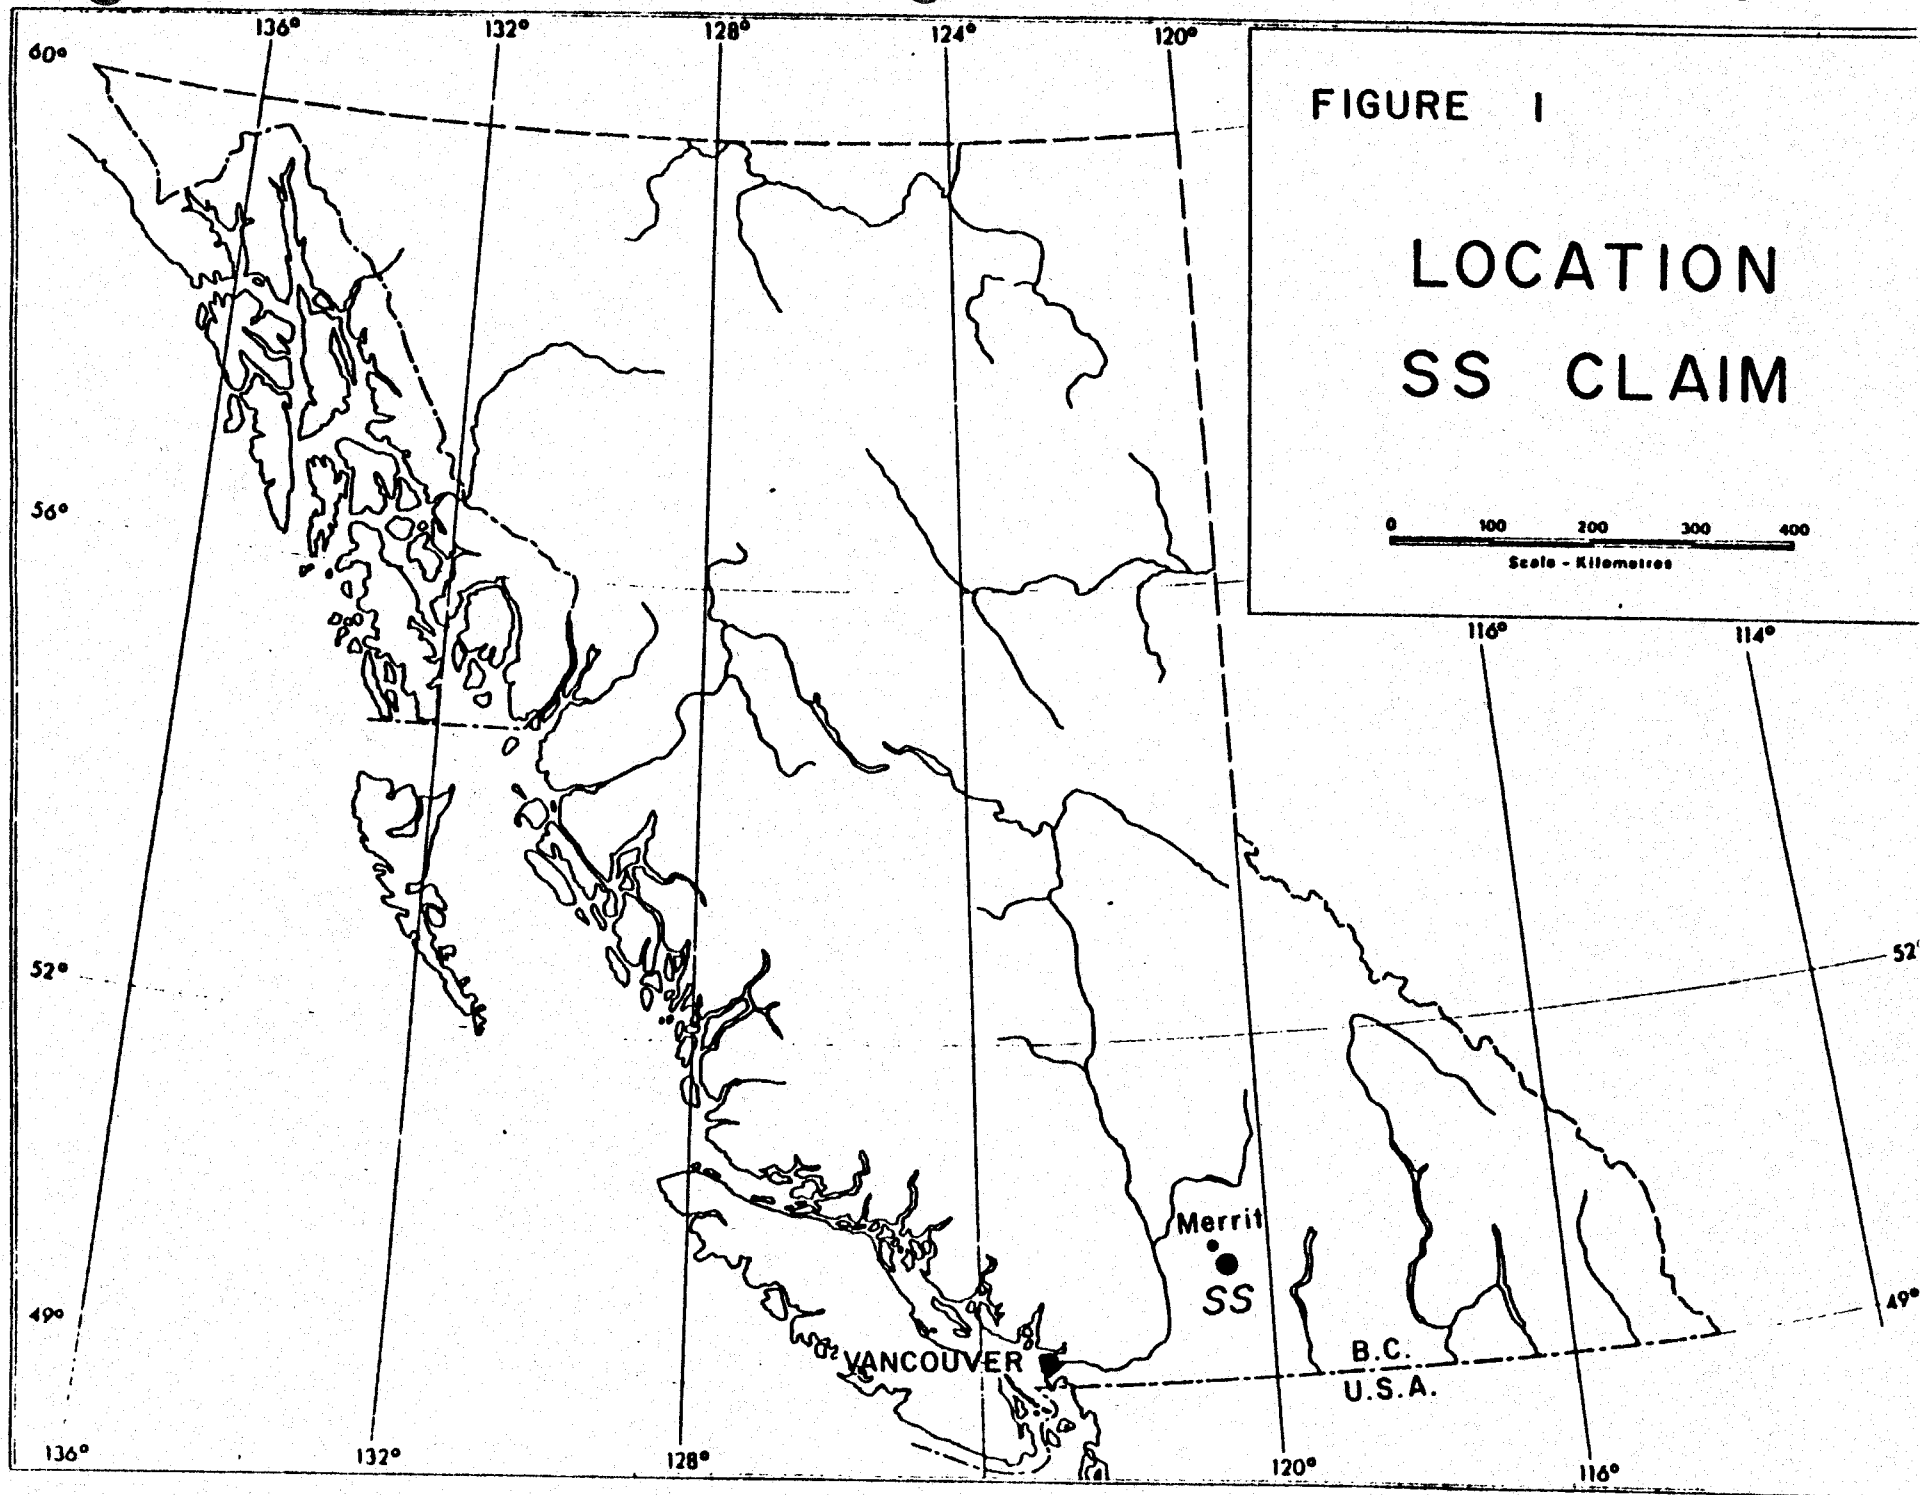 136° 132° 128° 124° 120°
60°
FIGURE 1
LOCATION
SS CLAIM
56°
0 100 200 300 400
Scale - Kilometres
116° 114°
52° 52°
Merrit
SS
49° 49°
VANCOUVER
B.C.
U.S.A.
136° 132° 128° 120° 116°